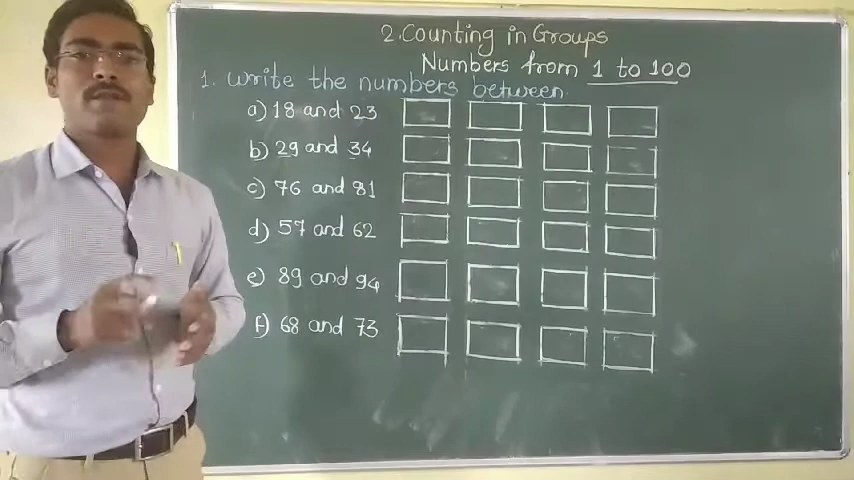 2. Counting in Groups
Numbers from 1 to 100
1. Write the numbers between
a) 18 and 23
b) 29 and 34
c) 76 and 81
d) 57 and 62
e) 89 and 94
f) 68 and 73